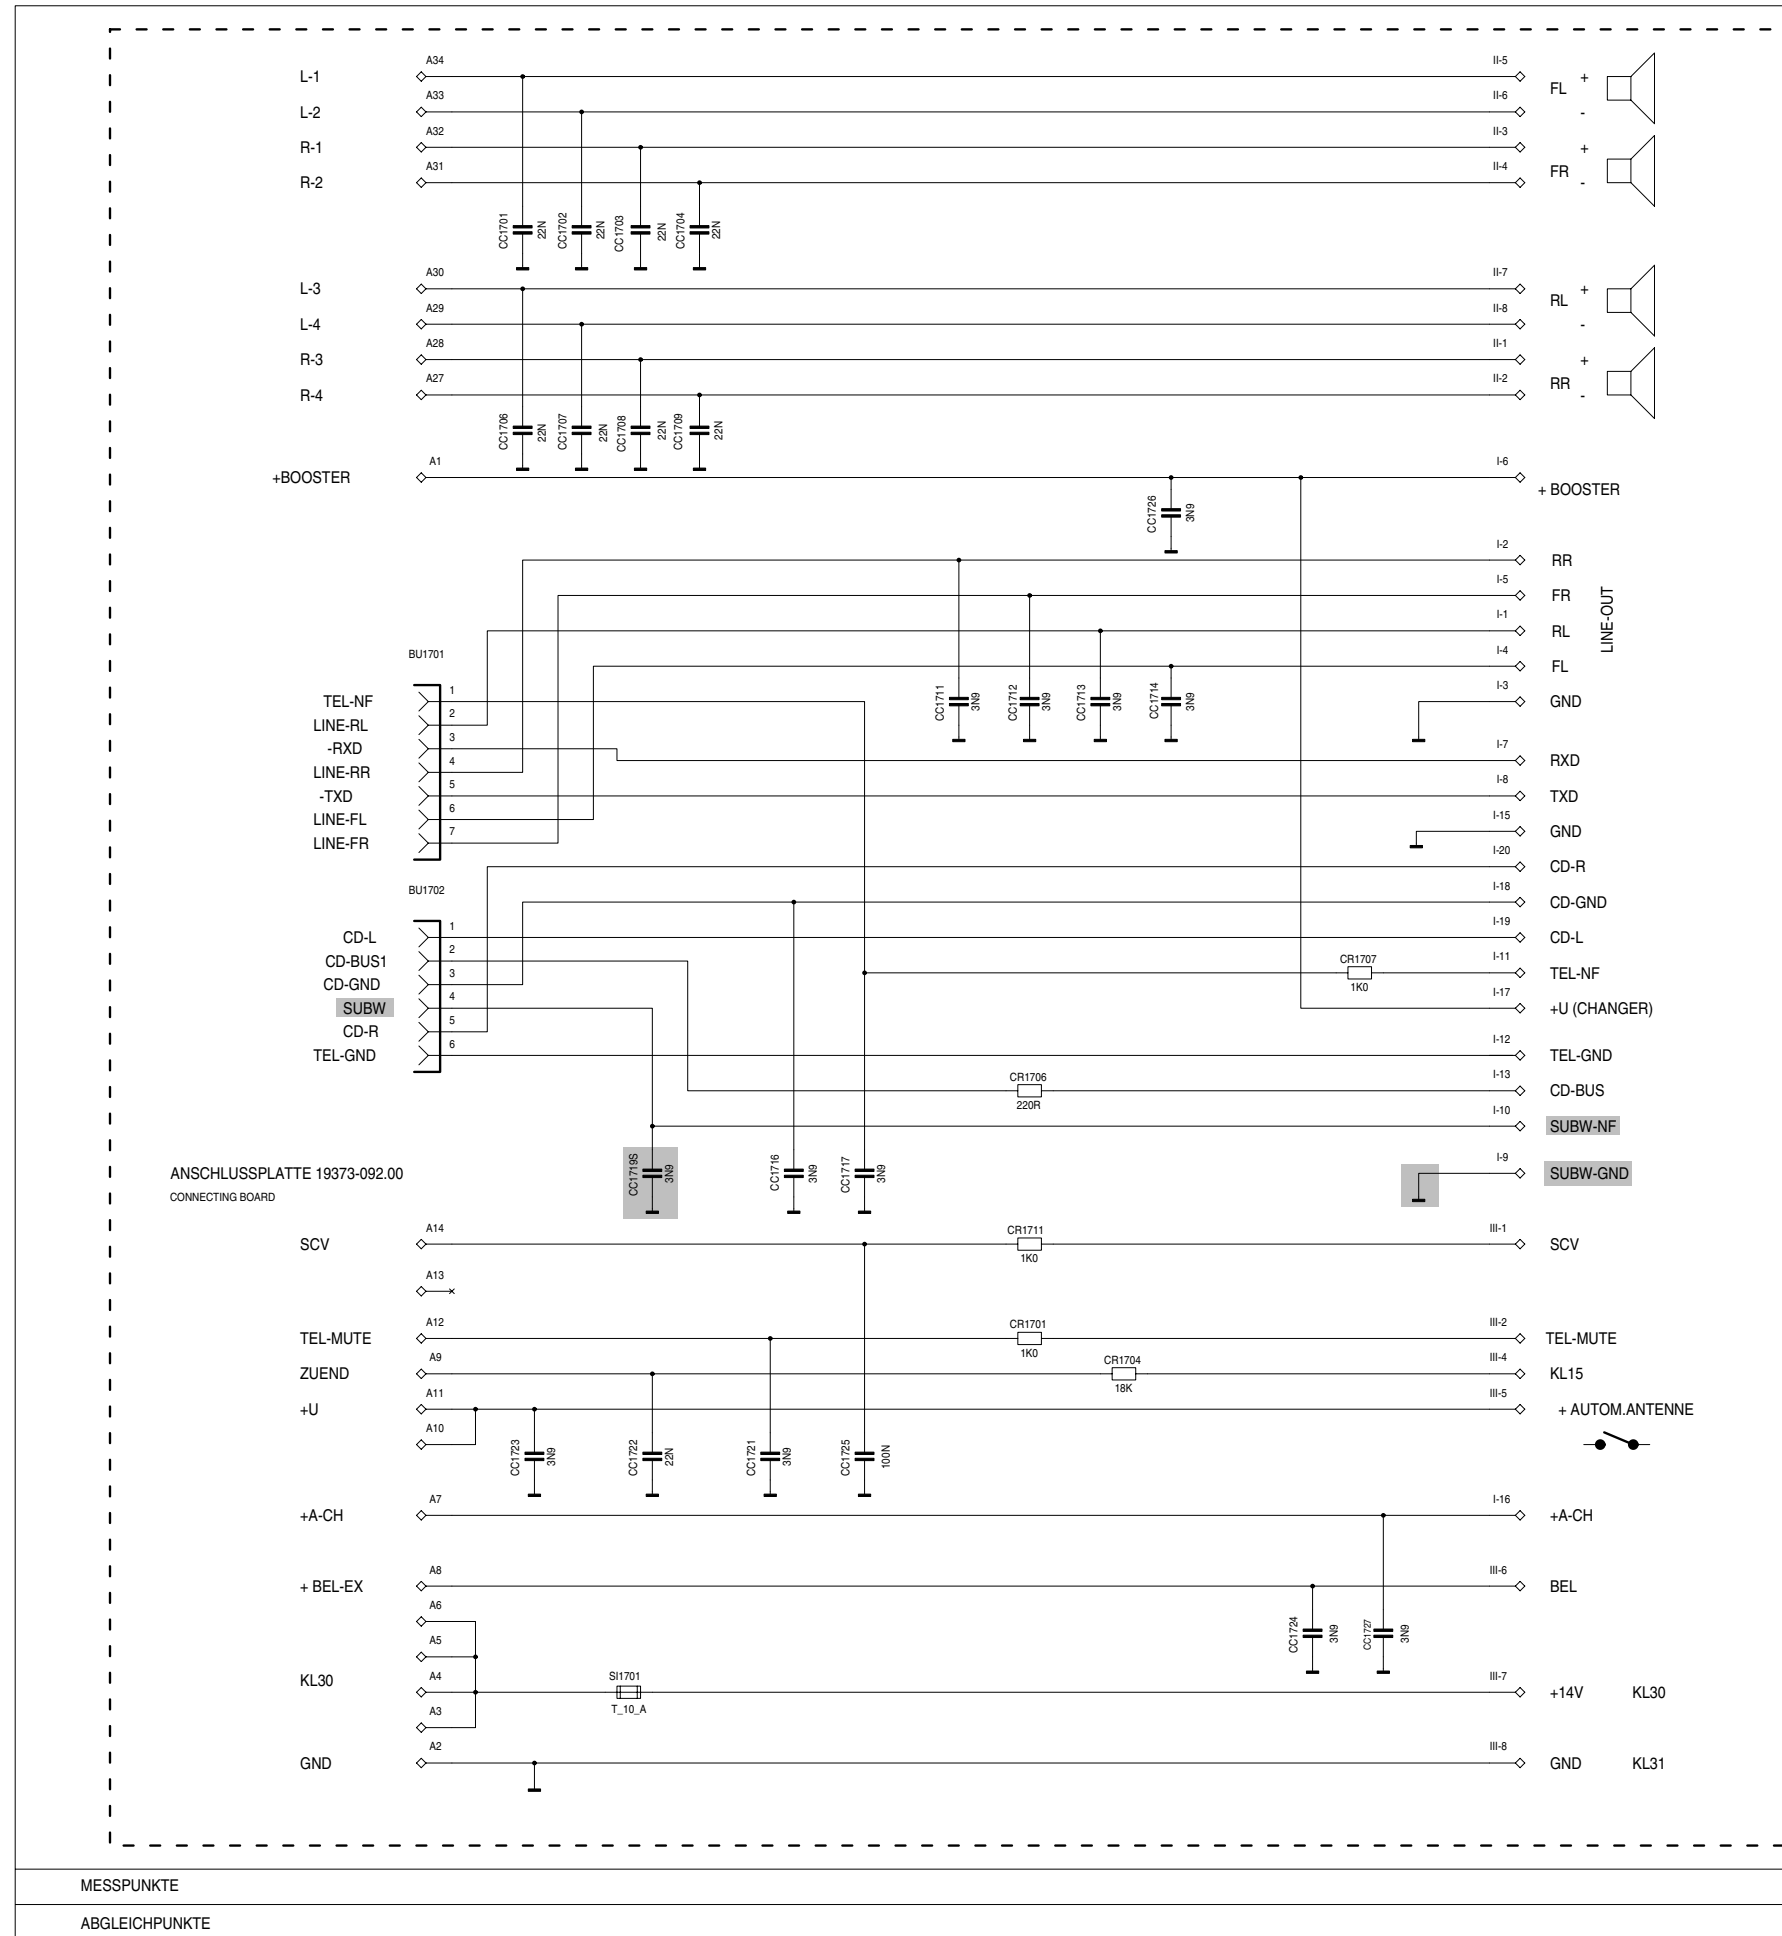 A34 II-5
L-1 FL +
A33 II-6
L-2 -
A32 II-3
R-1 +
A31 II-4 FR
R-2 -
CC1701 22N CC1702 22N CC1703 22N CC1704 22N
A30 II-7
L-3 RL +
A29 II-8
L-4 -
A28 II-1
R-3 +
A27 II-2 RR
R-4 -
CC1706 22N CC1707 22N CC1708 22N CC1709 22N
A1 I-6
+BOOSTER + BOOSTER
CC1726 3N9
I-2
RR
I-5
FR
LINE-OUT
I-1
RL
BU1701 I-4
FL
1 I-3
TEL-NF CC1711 3N9 CC1712 3N9 CC1713 3N9 CC1714 3N9 GND
2
LINE-RL
3 I-7
-RXD RXD
4
LINE-RR
5 I-8
-TXD TXD
6 I-15
LINE-FL GND
7
LINE-FR
I-20
CD-R
BU1702 I-18
CD-GND
1 I-19
CD-L CD-L
2 I-11
CD-BUS1 CR1707 TEL-NF
3 1K0
CD-GND
4 I-17
SUBW +U (CHANGER)
5
CD-R
6 I-12
TEL-GND TEL-GND
CR1706 I-13
220R CD-BUS
I-10
SUBW-NF
I-9
ANSCHLUSSPLATTE 19373-092.00 CC1719S 3N9 CC1716 3N9 CC1717 3N9 SUBW-GND
CONNECTING BOARD
A14 CR1711 III-1
SCV 1K0 SCV
A13
x
A12 CR1701 III-2
TEL-MUTE 1K0 TEL-MUTE
A9 CR1704 III-4
ZUEND 18K KL15
A11 III-5
+U + AUTOM.ANTENNE
A10
CC1723 3N9 CC1722 22N CC1721 3N9 CC1725 100N
A7 I-16
+A-CH +A-CH
A8 III-6
+ BEL-EX BEL
A6
CC1724 3N9 CC1727 3N9
A5
A4 SI1701 III-7
KL30 T_10_A +14V KL30
A3
A2 III-8
GND GND KL31
MESSPUNKTE
ABGLEICHPUNKTE